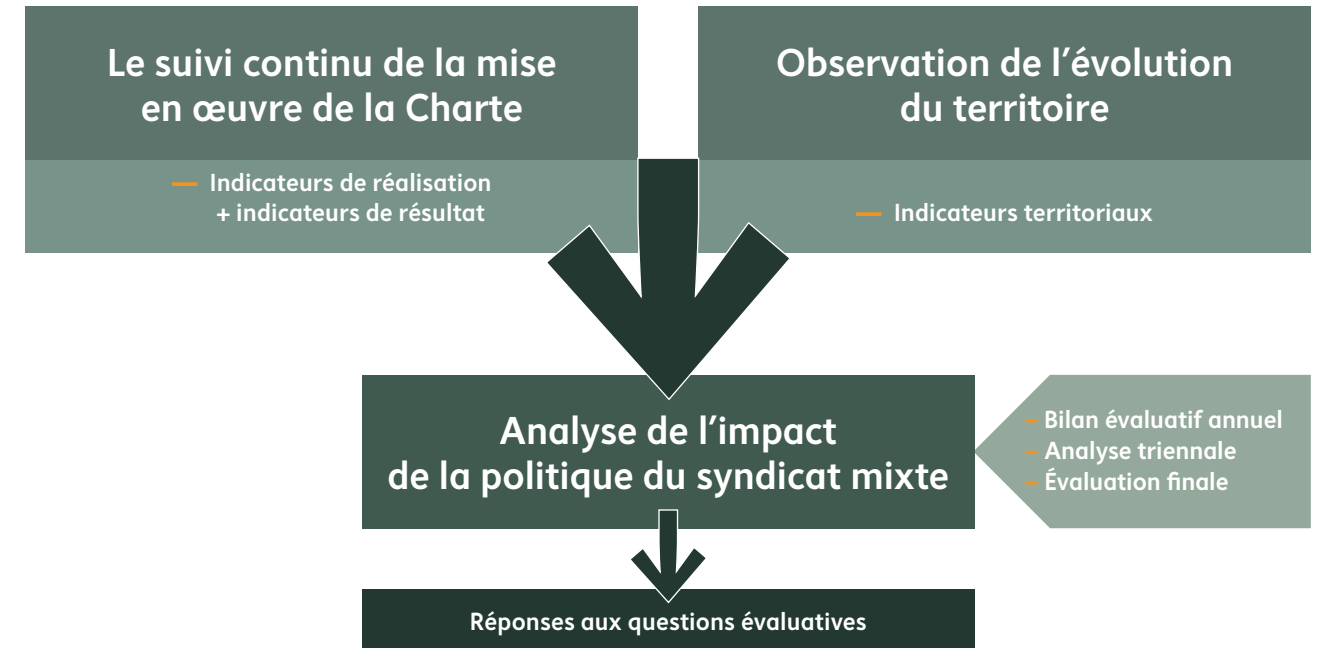 Le suivi continu de la mise
en œuvre de la Charte
— Indicateurs de réalisation
+ indicateurs de résultat
Observation de l’évolution
du territoire
— Indicateurs territoriaux
Analyse de l’impact
de la politique du syndicat mixte
– Bilan évaluatif annuel
– Analyse triennale
– Évaluation finale
Réponses aux questions évaluatives